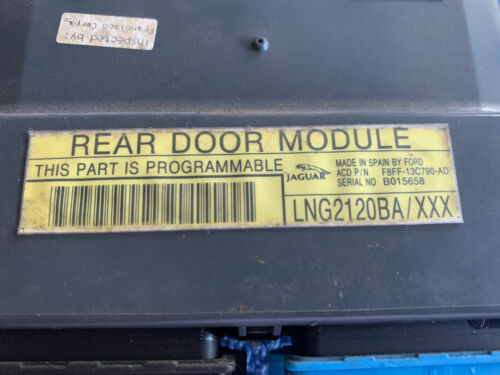 Inspected by:
Francisco Cerpa
REAR DOOR MODULE
THIS PART IS PROGRAMMABLE
JAGUAR
MADE IN SPAIN BY FORD
ACD P/N F8FF-13C790-AD
SERIAL NO B015658
LNG2120BA/XXX